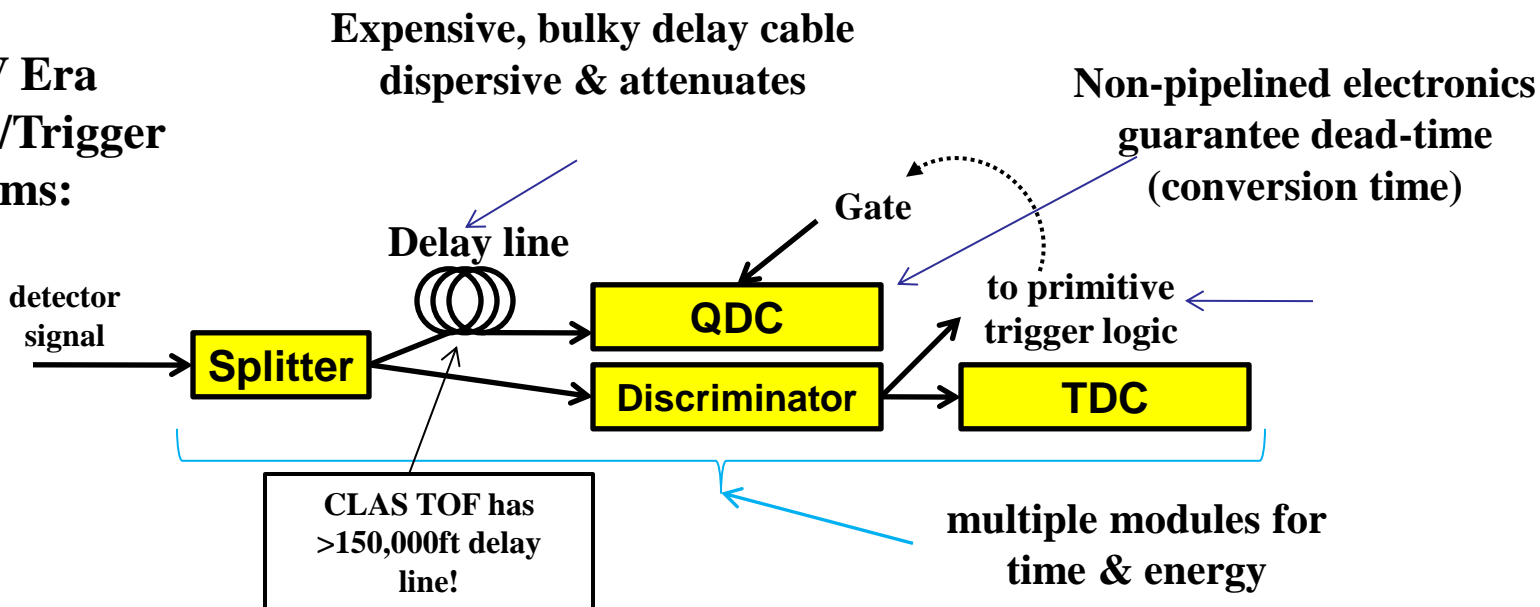 Expensive, bulky delay cable
dispersive & attenuates
Era
/Trigger
ms:
Non-pipelined electronics
guarantee dead-time
(conversion time)
Gate
Delay line
detector
signal
Splitter
QDC
to primitive
trigger logic
Discriminator
TDC
CLAS TOF has
>150,000ft delay
line!
multiple modules for
time & energy